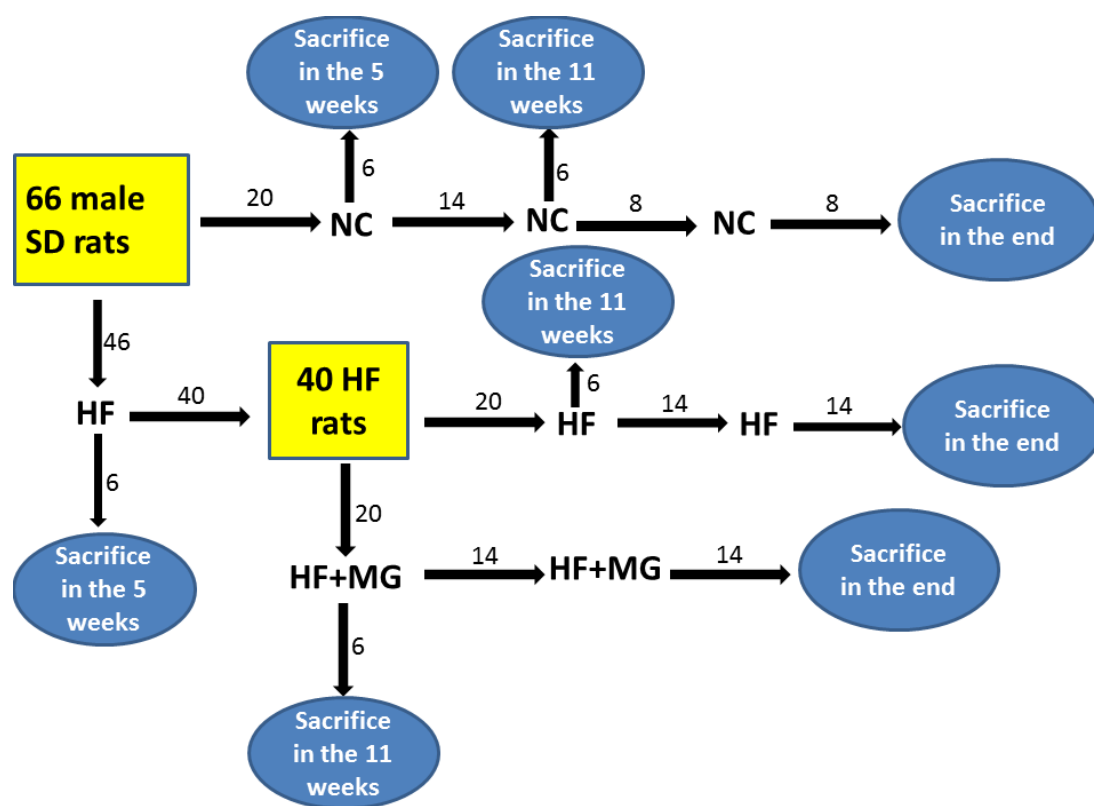 Sacrifice
in the 5
weeks
Sacrifice
in the 11
weeks
66 male
SD rats
20
6
NC
14
6
NC
8
NC
8
Sacrifice
in the end
Sacrifice
in the 11
weeks
46
HF
40
40 HF
rats
20
6
HF
14
HF
14
Sacrifice
in the end
6
Sacrifice
in the 5
weeks
20
HF+MG
14
HF+MG
14
Sacrifice
in the end
6
Sacrifice
in the 11
weeks